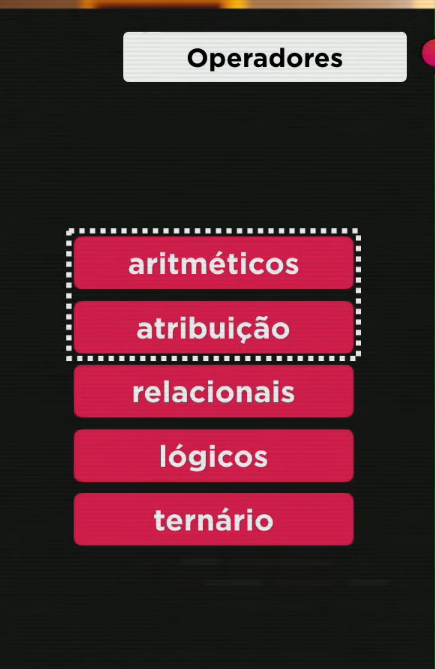 Operadores
aritméticos
atribuição
relacionais
lógicos
ternário